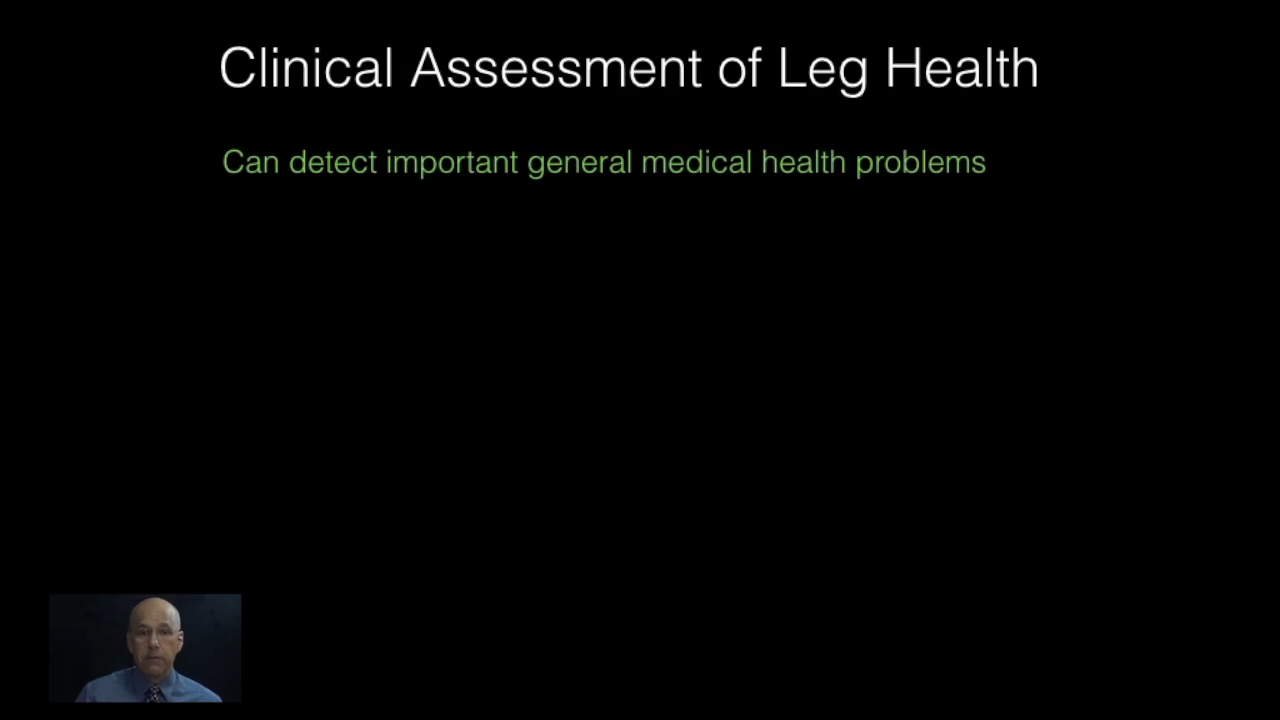 Clinical Assessment of Leg Health
Can detect important general medical health problems